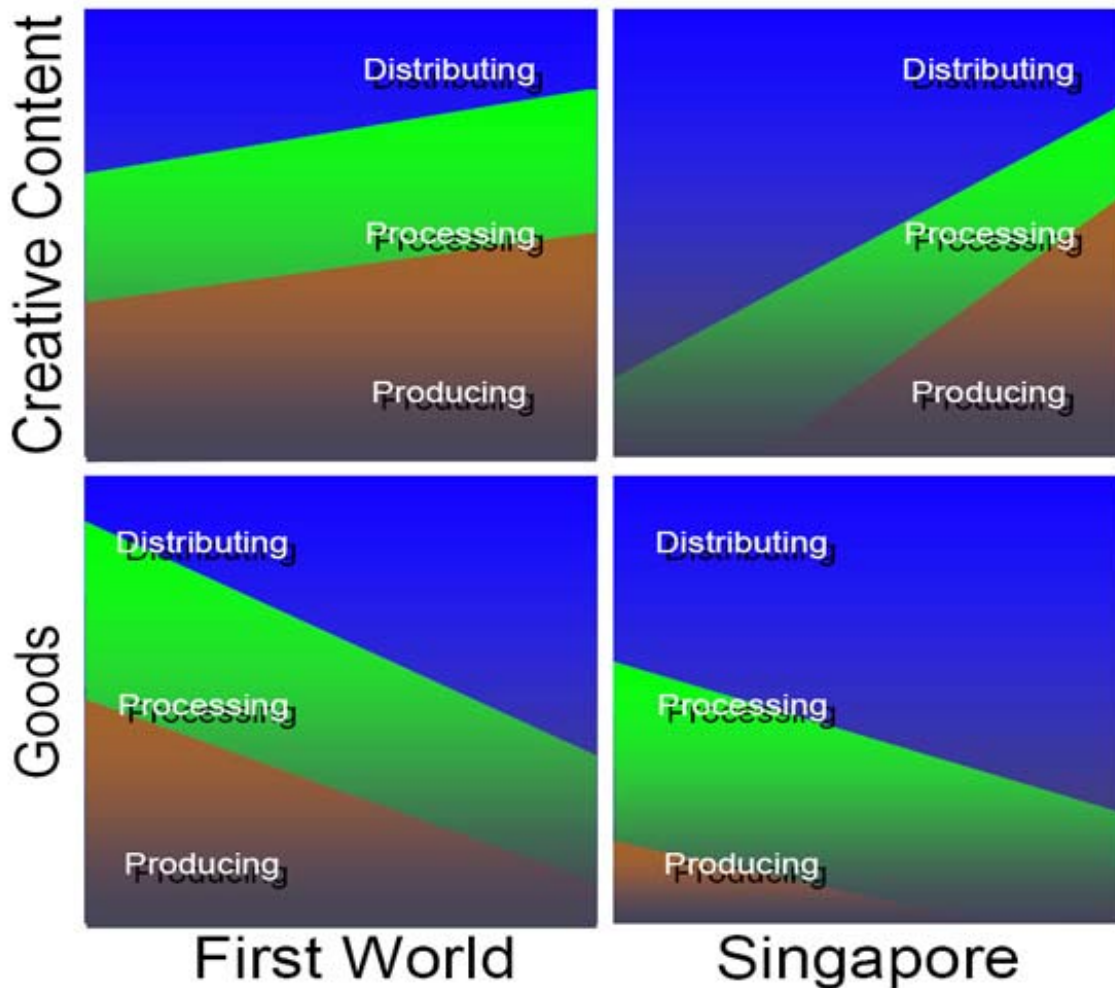 Creative Content
Distributing
Processing
Producing
Distributing
Processing
Producing
Goods
Distributing
Processing
Producing
Distributing
Processing
Producing
First World
Singapore